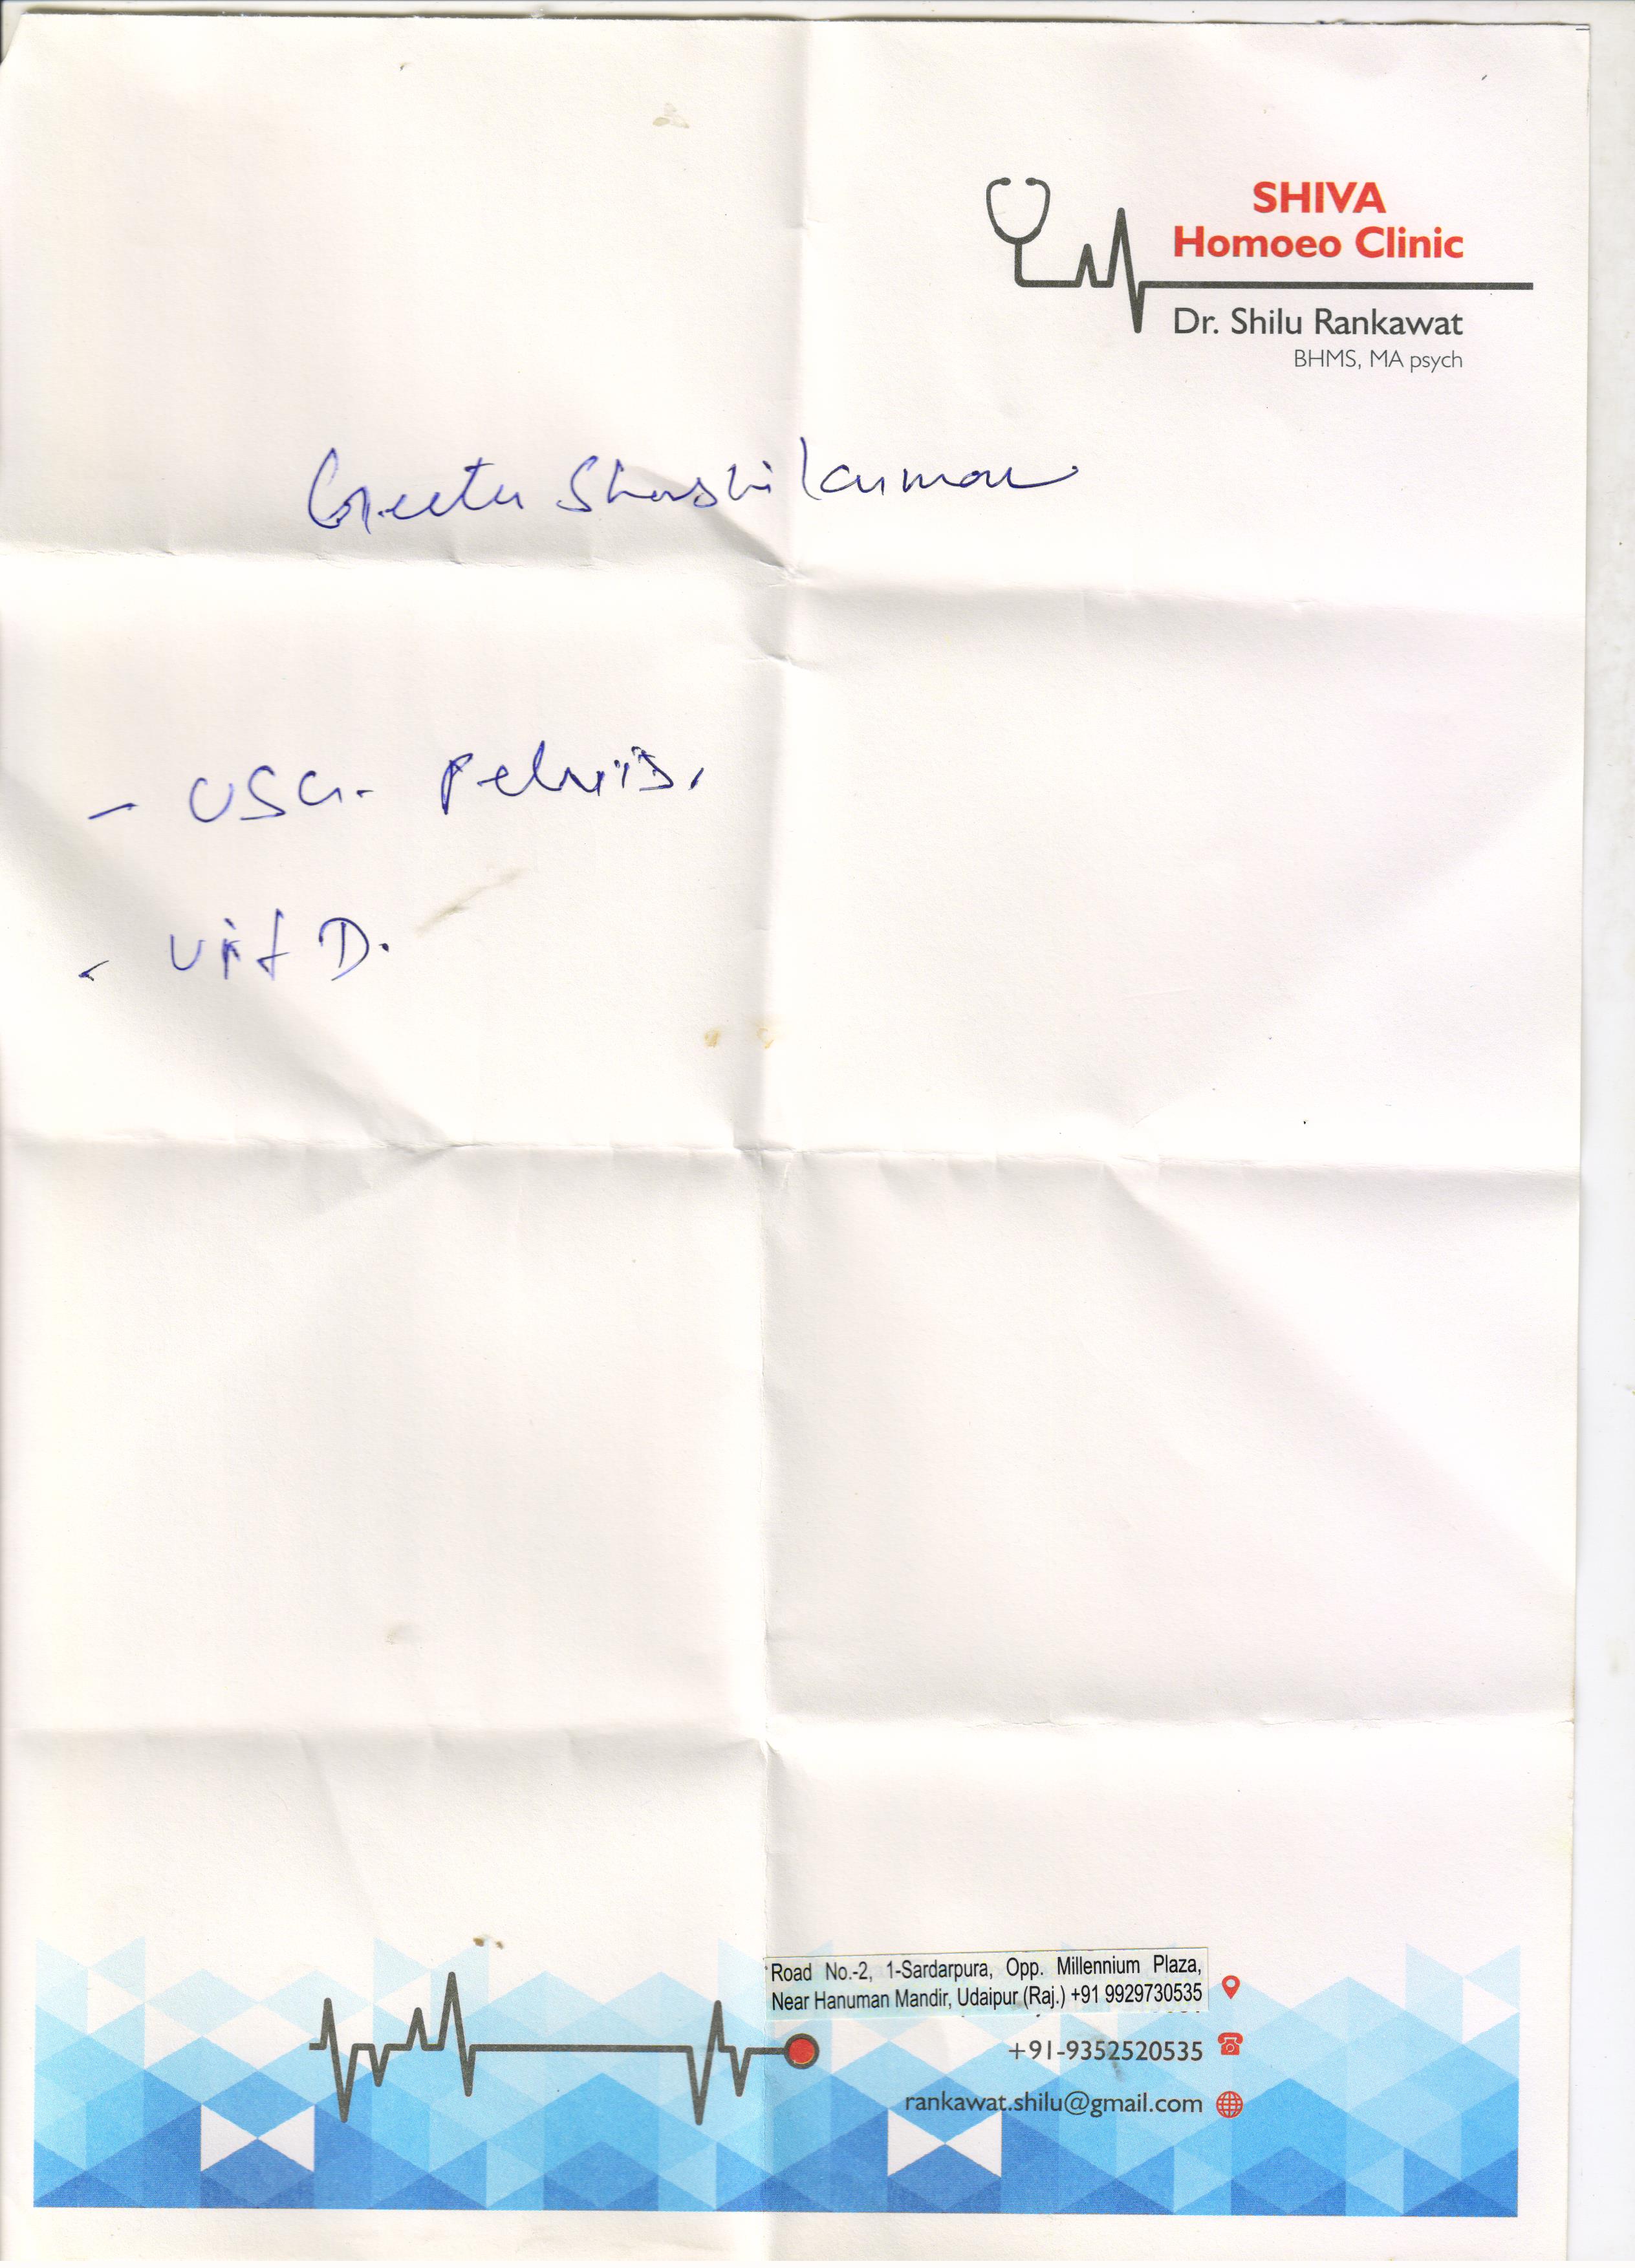 SHIVA
Homoeo Clinic
Dr. Shilu Rankawat
BHMS, MA psych
Geeta Shashikumar
- USG. Pelvis.
- Vit D.
Road No.-2, 1-Sardarpura, Opp. Millennium Plaza,
Near Hanuman Mandir, Udaipur (Raj.) +91 9929730535
+91-9352520535
rankawat.shilu@gmail.com